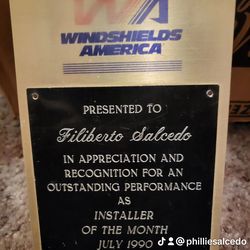 WA
WINDSHIELDS
AMERICA
PRESENTED TO
Filiberto Salcedo
IN APPRECIATION AND
RECOGNITION FOR AN
OUTSTANDING PERFORMANCE
AS
INSTALLER
OF THE MONTH
JULY 1990
@philliesalcedo